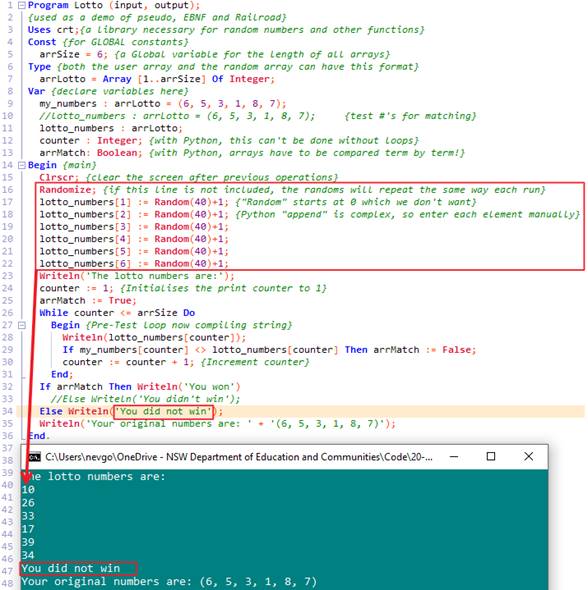 1 Program Lotto (input, output);
2 {used as a demo of pseudo, EBNF and Railroad}
3 Uses crt;{a library necessary for random numbers and other functions}
4 Const {for GLOBAL constants}
5 arrSize = 6; {a Global variable for the length of all arrays}
6 Type {both the user array and the random array can have this format}
7 arrLotto = Array [1..arrSize] Of Integer;
8 Var {declare variables here}
9 my_numbers : arrLotto = (6, 5, 3, 1, 8, 7);
10 //lotto_numbers : arrLotto = (6, 5, 3, 1, 8, 7); {test #'s for matching}
11 lotto_numbers : arrLotto;
12 counter : Integer; {with Python, this can't be done without loops}
13 arrMatch: Boolean; {with Python, arrays have to be compared term by term!}
14 Begin {main}
15 Clrscr; {clear the screen after previous operations}
16 Randomize; {if this line is not included, the randoms will repeat the same way each run}
17 lotto_numbers[1] := Random(40)+1; {"Random" starts at 0 which we don't want}
18 lotto_numbers[2] := Random(40)+1; {Python "append" is complex, so enter each element manually}
19 lotto_numbers[3] := Random(40)+1;
20 lotto_numbers[4] := Random(40)+1;
21 lotto_numbers[5] := Random(40)+1;
22 lotto_numbers[6] := Random(40)+1;
23 Writeln('The lotto numbers are:');
24 counter := 1; {Initialises the print counter to 1}
25 arrMatch := True;
26 While counter <= arrSize Do
27 Begin {Pre-Test Loop now compiling string}
28 Writeln(lotto_numbers[counter]);
29 If my_numbers[counter] <> lotto_numbers[counter] Then arrMatch := False;
30 counter := counter + 1; {Increment counter}
31 End;
32 If arrMatch Then Writeln('You won')
33 //Else Writeln('You didn't win');
34 Else Writeln('You did not win');
35 Writeln('Your original numbers are: ' + '(6, 5, 3, 1, 8, 7)');
36 End.
37
38 C:\Users\nevgo\OneDrive - NSW Department of Education and Communities\Code\20-...
39
40 The lotto numbers are:
41 10
42 26
43 33
44 17
45 39
46 34
47 You did not win
48 Your original numbers are: (6, 5, 3, 1, 8, 7)